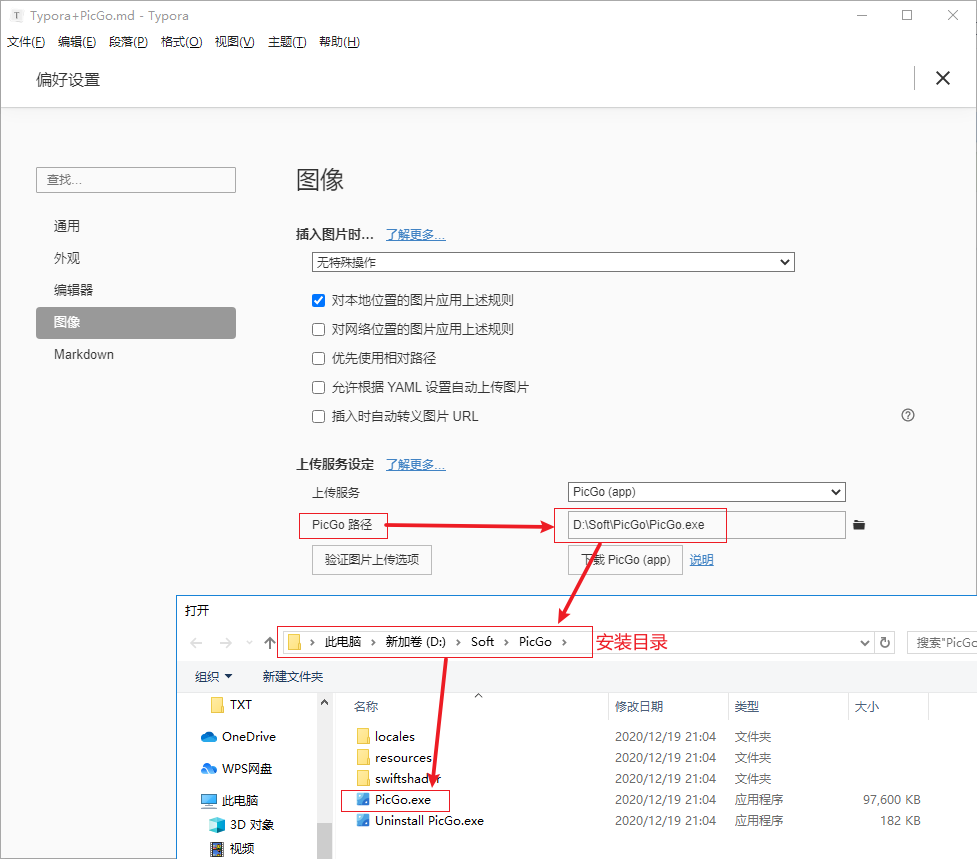 Typora+PicGo.md - Typora
文件(F) 编辑(E) 段落(P) 格式(O) 视图(V) 主题(T) 帮助(H)
偏好设置
查找...
通用
外观
编辑器
图像
Markdown
图像
插入图片时... 了解更多...
无特殊操作
对本地位置的图片应用上述规则
对网络位置的图片应用上述规则
优先使用相对路径
允许根据 YAML 设置自动上传图片
插入时自动转义图片 URL
上传服务设定 了解更多...
上传服务 PicGo (app)
PicGo 路径 D:\Soft\PicGo\PicGo.exe
验证图片上传选项 下载 PicGo (app) 说明
打开
此电脑 新加卷 (D:) Soft PicGo 安装目录 搜索"PicGo
组织 新建文件夹
TXT
OneDrive
WPS网盘
此电脑
3D 对象
视频
名称 修改日期 类型 大小
locales 2020/12/19 21:04 文件夹
resources 2020/12/19 21:04 文件夹
swiftshader 2020/12/19 21:04 文件夹
PicGo.exe 2020/12/19 21:04 应用程序 97,600 KB
Uninstall PicGo.exe 2020/12/19 21:04 应用程序 182 KB